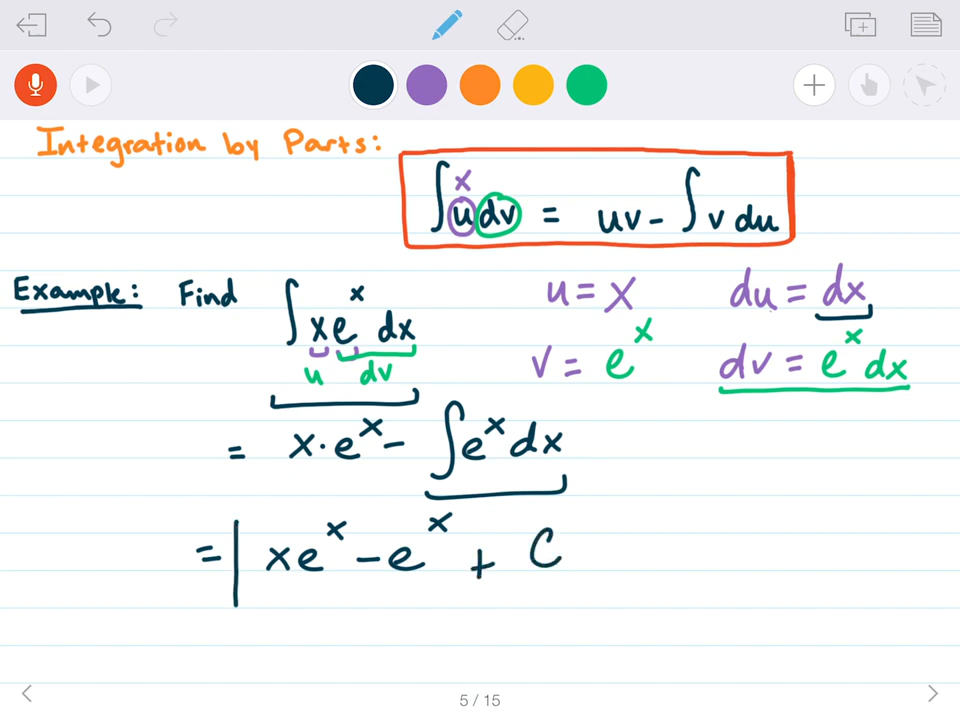 Integration by Parts:
x
∫ u dv = uv - ∫ v du
Example: Find ∫ xe^x dx u = x du = dx
u dv v = e^x dv = e^x dx
= x·e^x - ∫ e^x dx
= | xe^x - e^x + C
5 / 15